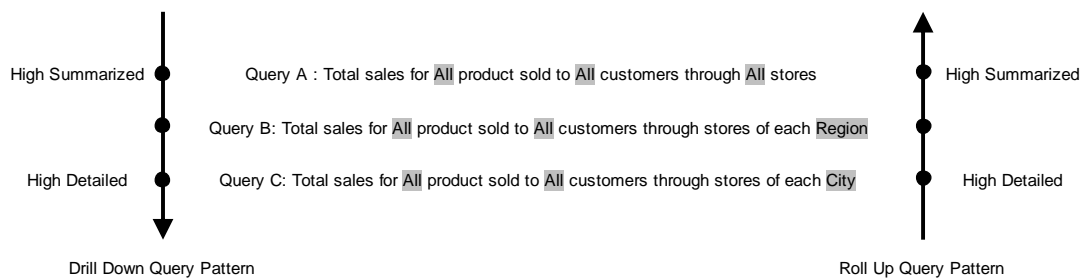 High Summarized Query A : Total sales for All product sold to All customers through All stores High Summarized
Query B: Total sales for All product sold to All customers through stores of each Region
High Detailed Query C: Total sales for All product sold to All customers through stores of each City High Detailed
Drill Down Query Pattern Roll Up Query Pattern